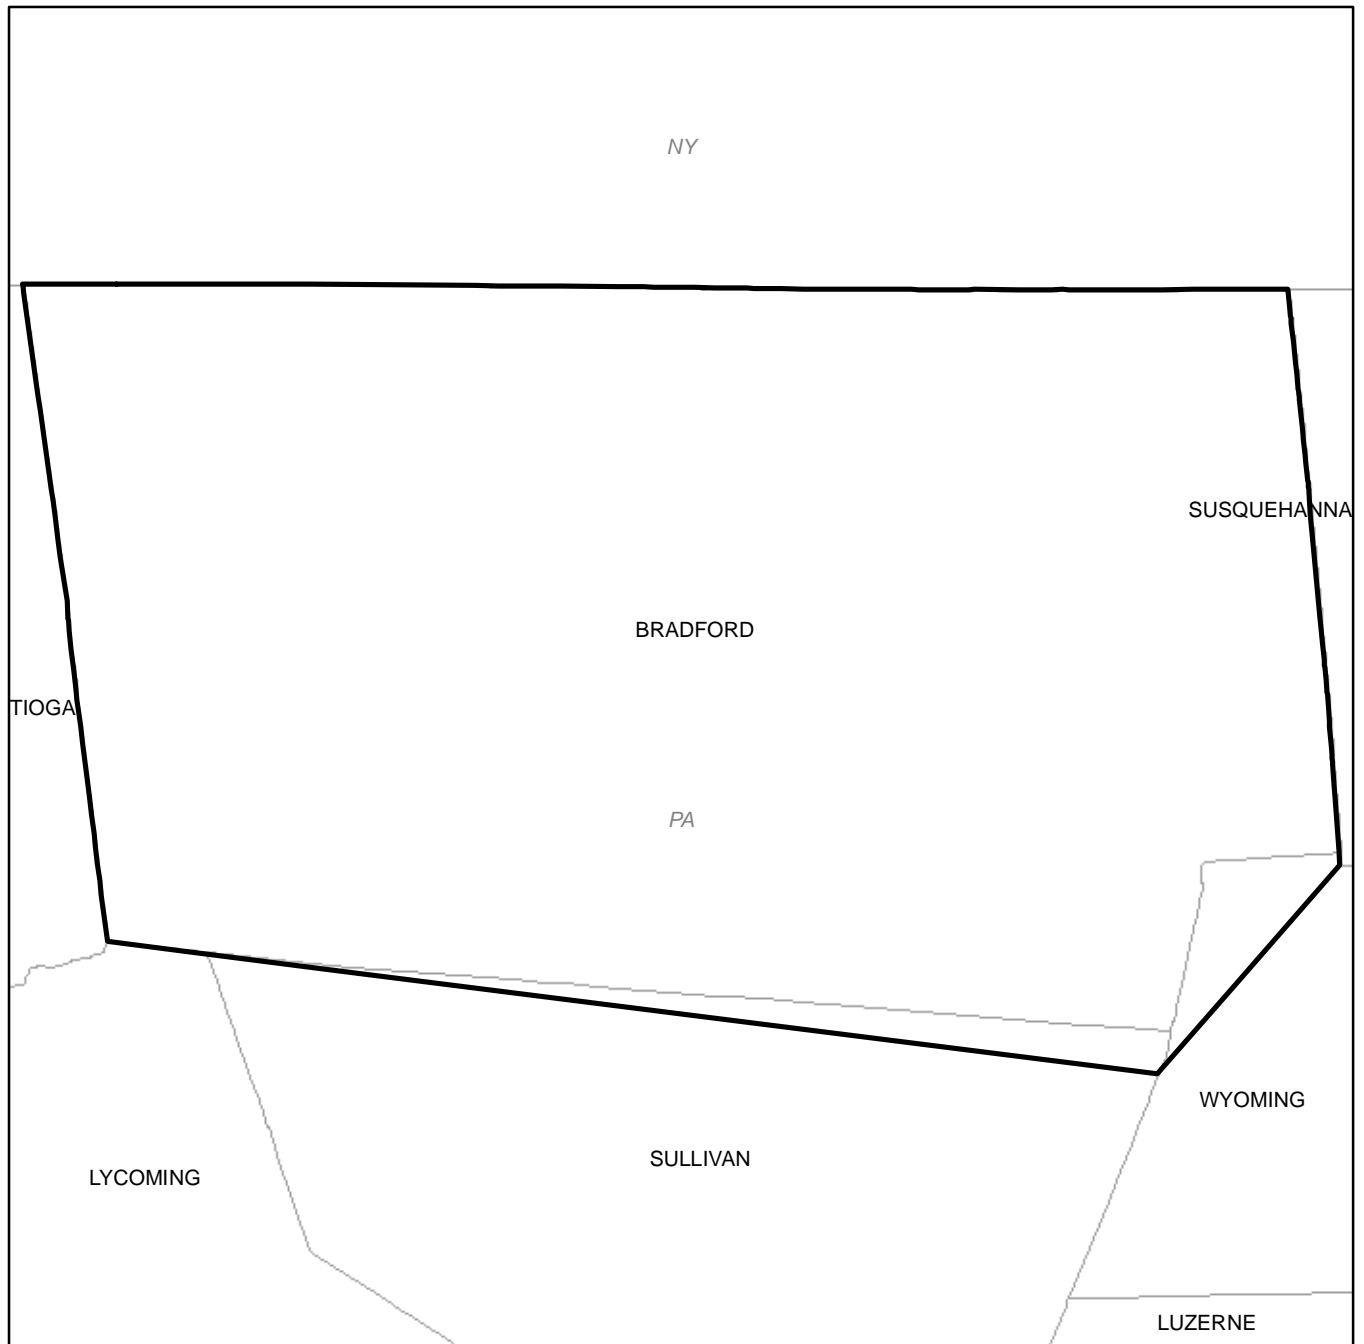 NY
SUSQUEHANNA
BRADFORD
TIOGA
PA
WYOMING
SULLIVAN
LYCOMING
LUZERNE